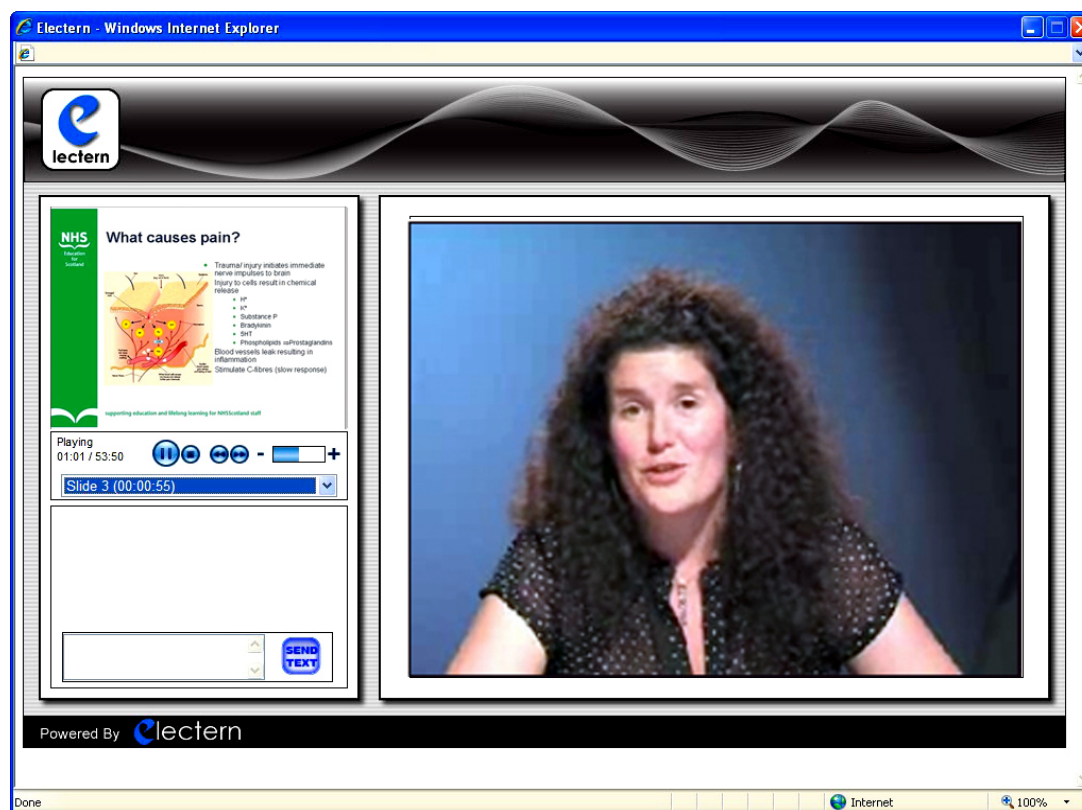 Electern - Windows Internet Explorer
e
lectern
NHS
Education
for
Scotland
What causes pain?
Trauma/ injury initiates immediate
nerve impulses to brain
Injury to cells result in chemical
release
H⁺
K⁺
Substance P
Bradykinin
5HT
Phospholipids ⇒Prostaglandins
Blood vessels leak resulting in
inflammation
Stimulate C-fibres (slow response)
supporting education and lifelong learning for NHSScotland staff
Playing
01:01 / 53:50
- +
Slide 3 (00:00:55)
SEND
TEXT
Powered By electern
Done
Internet
100%